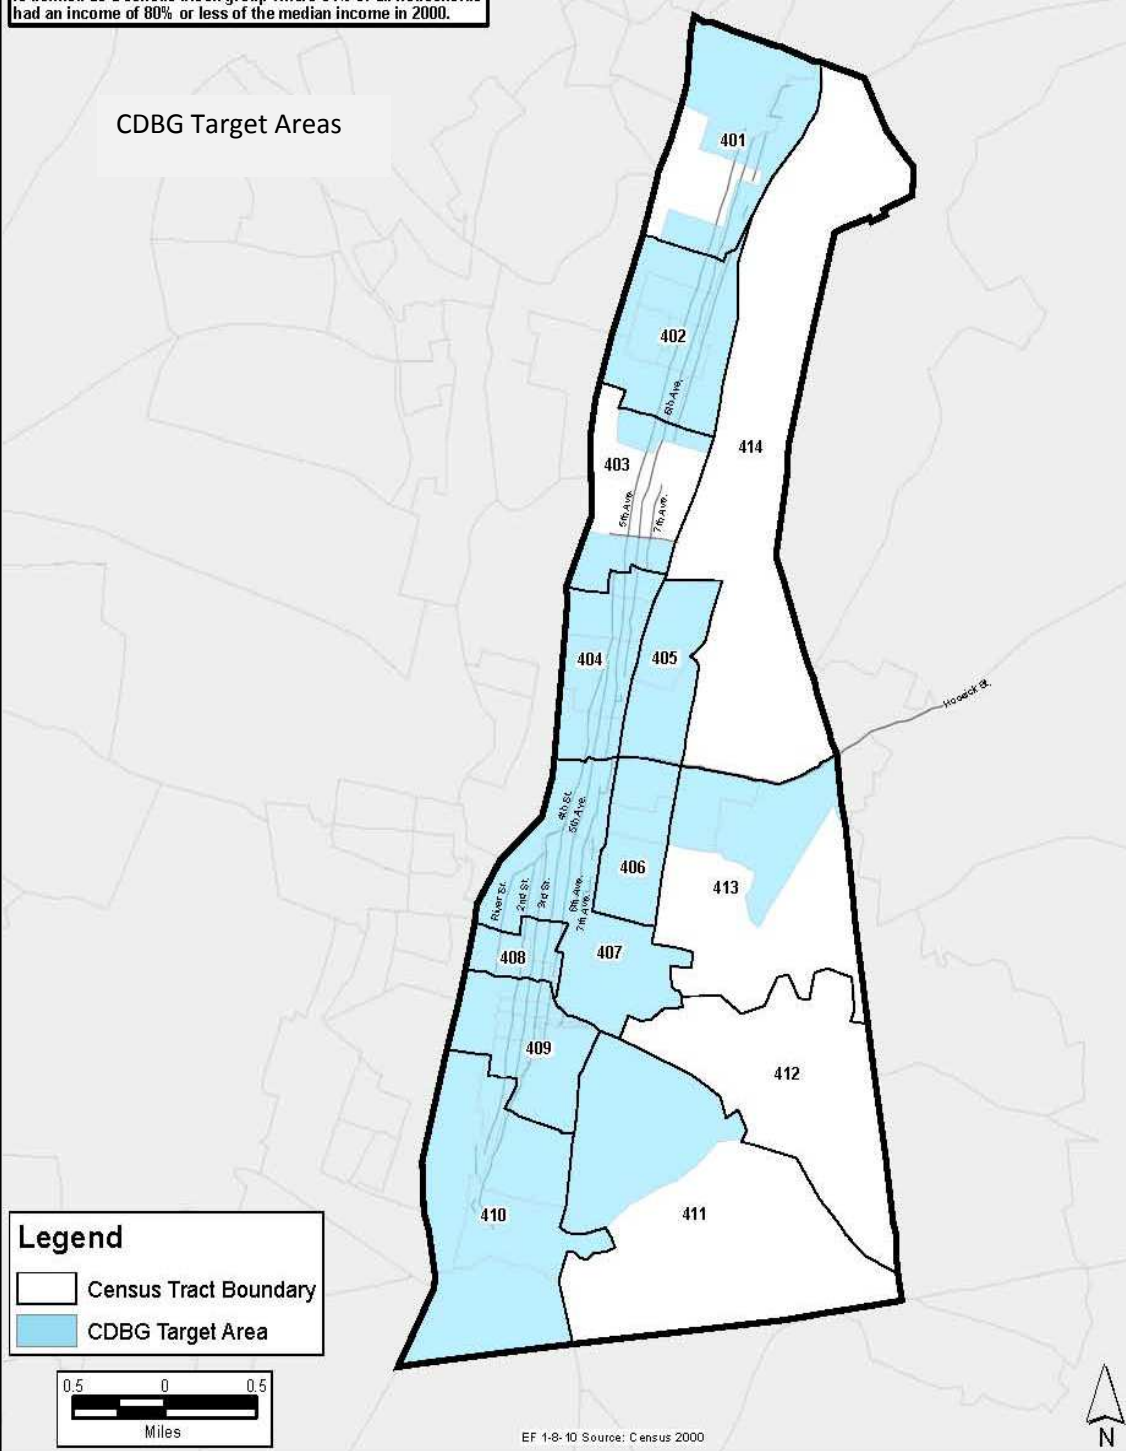 had an income of 80% or less of the median income in 2000.
CDBG Target Areas
401
402
6th Ave.
414
403
5th Ave.
7th Ave.
404
405
Hoosick St.
4th St.
5th Ave.
406
413
River St.
2nd St.
3rd St.
6th Ave.
7th Ave.
408
407
409
412
410
411
Legend
Census Tract Boundary
CDBG Target Area
0.5 0 0.5
Miles
EF 1-8-10 Source: Census 2000
N